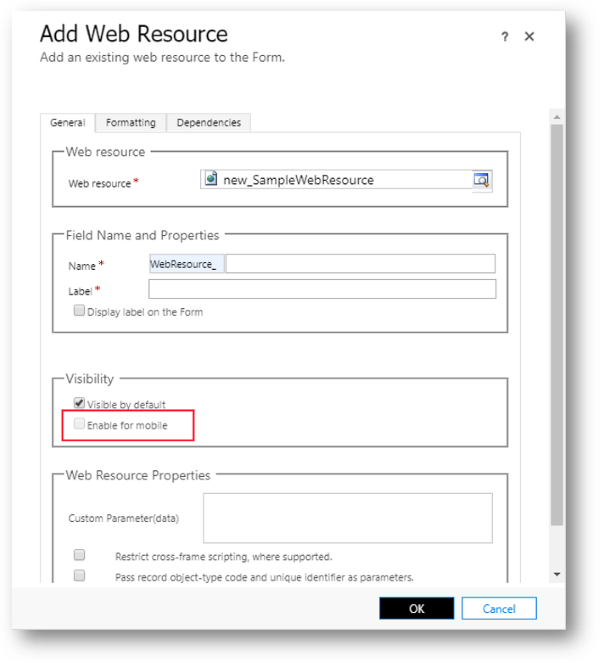 Add Web Resource
? ✕
Add an existing web resource to the Form.
General Formatting Dependencies
Web resource
Web resource * new_SampleWebResource
Field Name and Properties
Name * WebResource_
Label *
Display label on the Form
Visibility
Visible by default
Enable for mobile
Web Resource Properties
Custom Parameter(data)
Restrict cross-frame scripting, where supported.
Pass record object-type code and unique identifier as parameters.
OK Cancel